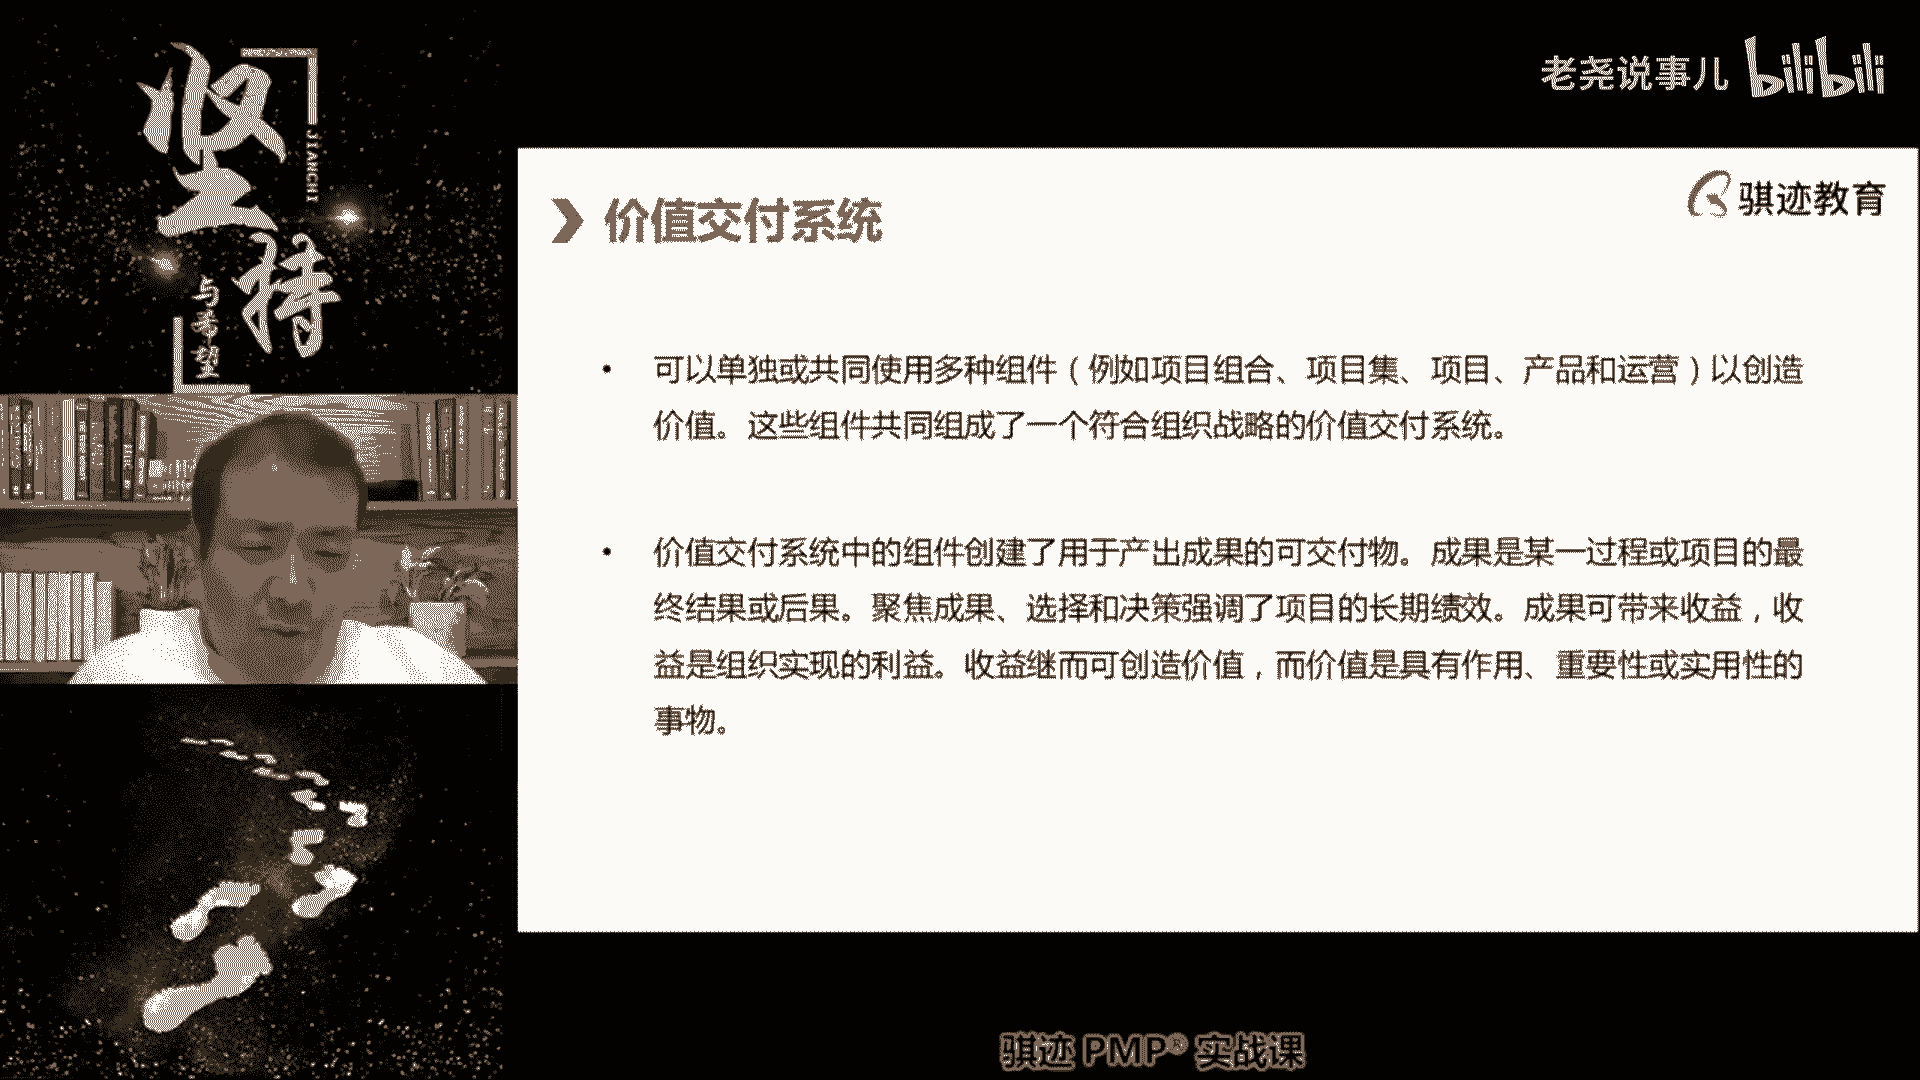 坚持
JIANCHI
与希望
老尧说事儿 bilibili
骐迹教育
价值交付系统
• 可以单独或共同使用多种组件（例如项目组合、项目集、项目、产品和运营）以创造
价值。这些组件共同组成了一个符合组织战略的价值交付系统。
• 价值交付系统中的组件创建了用于产出成果的可交付物。成果是某一过程或项目的最
终结果或后果。聚焦成果、选择和决策强调了项目的长期绩效。成果可带来收益，收
益是组织实现的利益。收益继而可创造价值，而价值是具有作用、重要性或实用性的
事物。
骐迹 PMP® 实战课